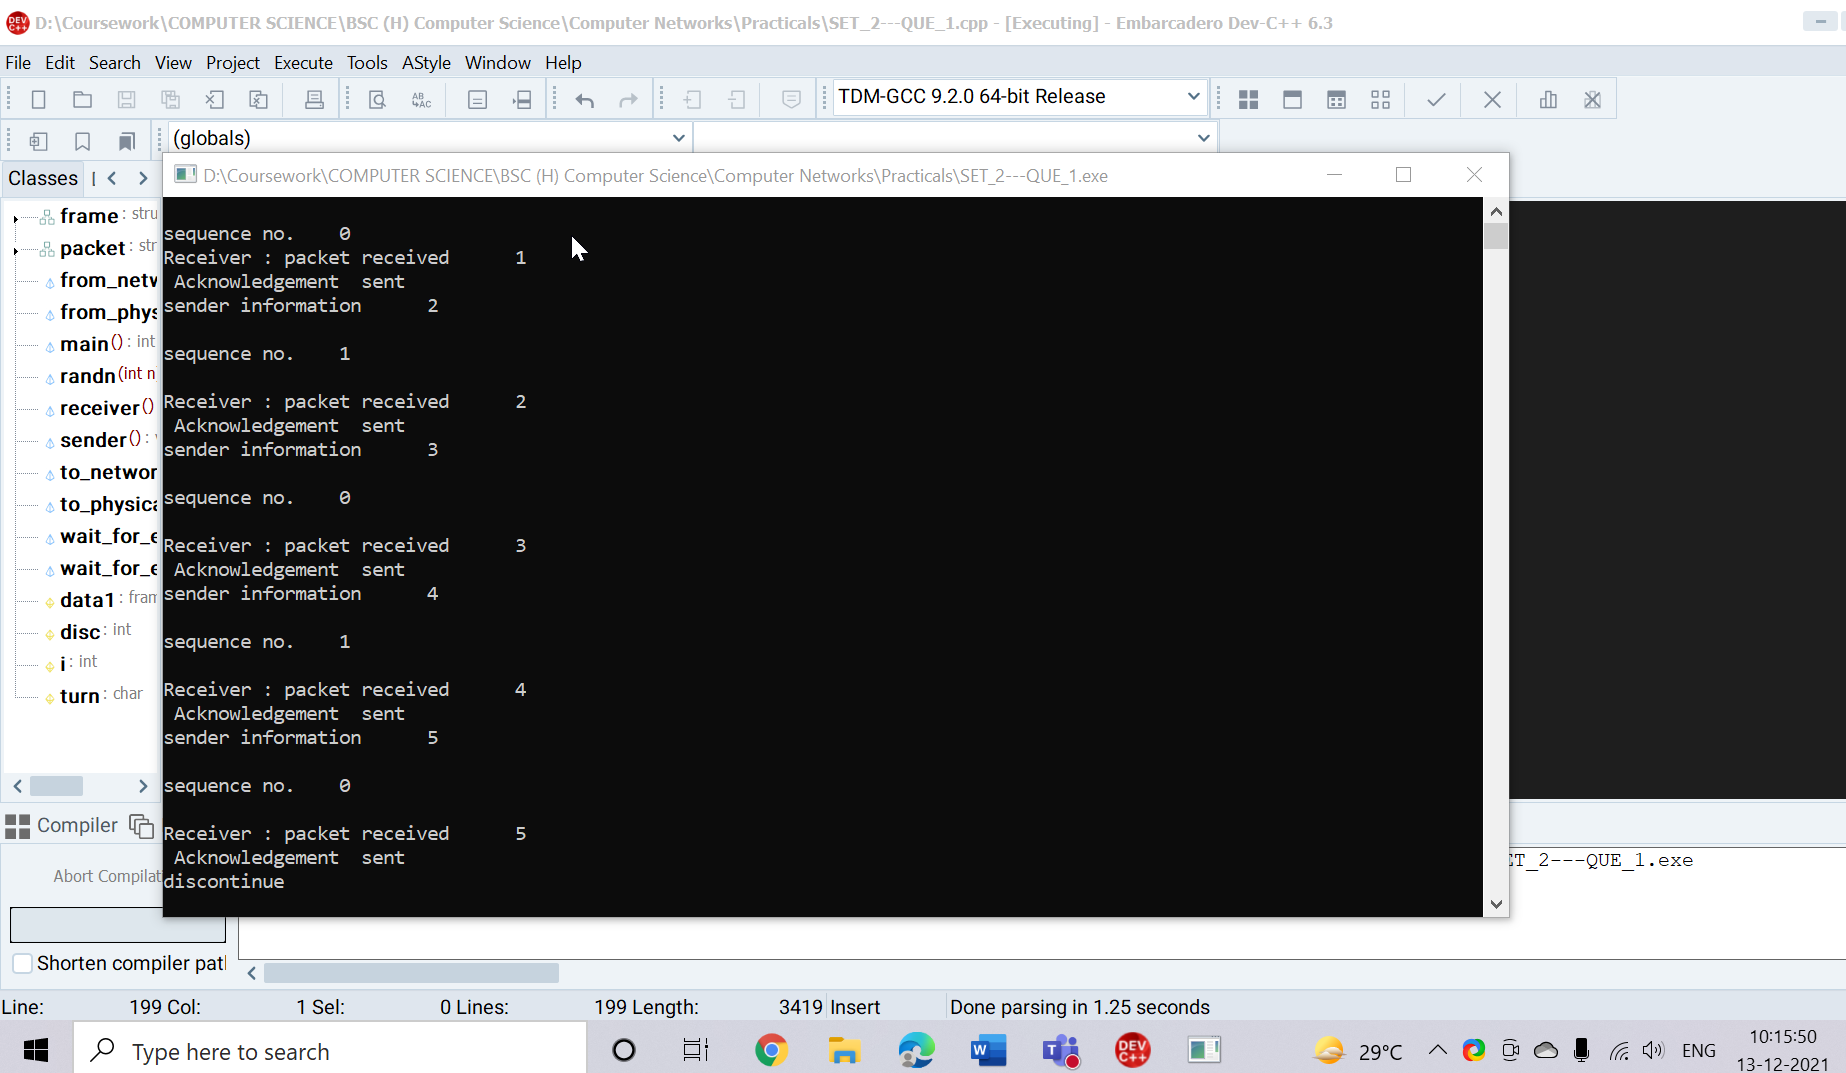 D:\Coursework\COMPUTER SCIENCE\BSC (H) Computer Science\Computer Networks\Practicals\SET_2---QUE_1.cpp - [Executing] - Embarcadero Dev-C++ 6.3
File Edit Search View Project Execute Tools AStyle Window Help
TDM-GCC 9.2.0 64-bit Release
(globals)
Classes
D:\Coursework\COMPUTER SCIENCE\BSC (H) Computer Science\Computer Networks\Practicals\SET_2---QUE_1.exe
frame : stru
packet : str
from_netw
from_phys
main() : int
randn(int n
receiver()
sender() :
to_networ
to_physica
wait_for_e
wait_for_e
data1 : fram
disc : int
i : int
turn : char
sequence no. 0
Receiver : packet received 1
Acknowledgement sent
sender information 2
sequence no. 1
Receiver : packet received 2
Acknowledgement sent
sender information 3
sequence no. 0
Receiver : packet received 3
Acknowledgement sent
sender information 4
sequence no. 1
Receiver : packet received 4
Acknowledgement sent
sender information 5
sequence no. 0
Receiver : packet received 5
Acknowledgement sent
discontinue
Compiler
Abort Compilat
ET_2---QUE_1.exe
Shorten compiler pat
Line: 199 Col: 1 Sel: 0 Lines: 199 Length: 3419 Insert Done parsing in 1.25 seconds
Type here to search
29°C
ENG
10:15:50
13-12-2021